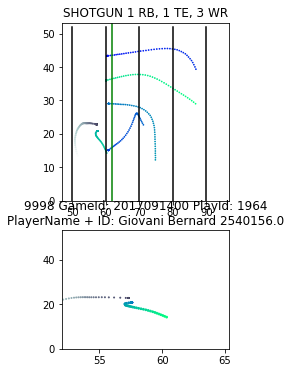 SHOTGUN 1 RB, 1 TE, 3 WR
50
40
30
20
10
0
50 60 70 80 90
9998 GameId: 2017091400 PlayId: 1964
PlayerName + ID: Giovani Bernard 2540156.0
40
20
0
55 60 65